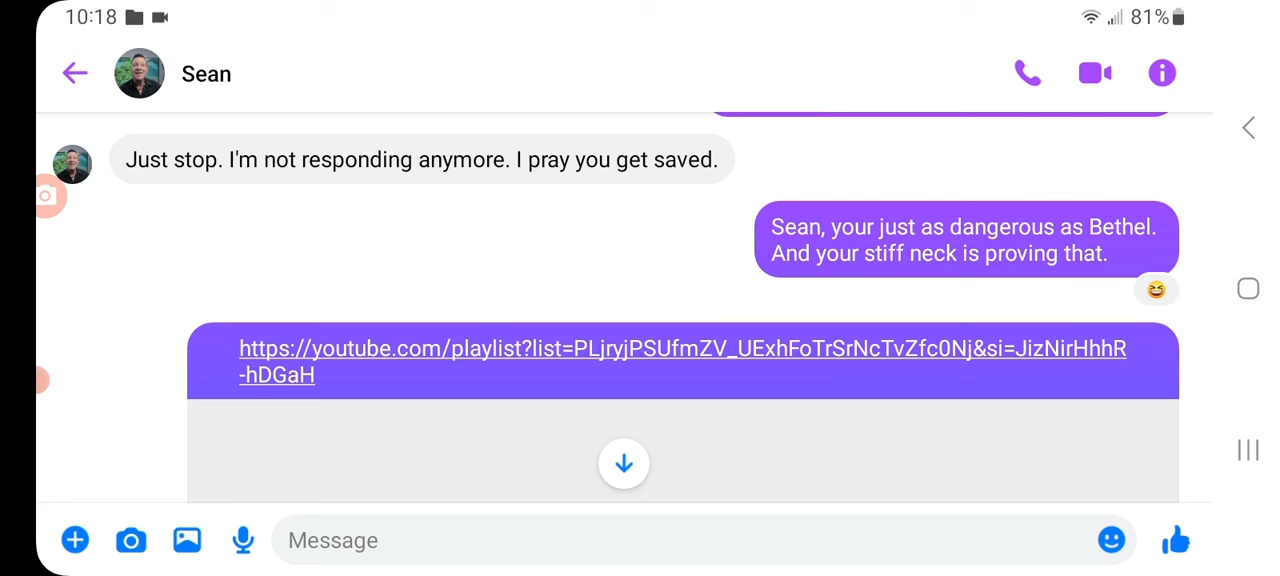 10:18
81%
Sean
Just stop. I'm not responding anymore. I pray you get saved.
Sean, your just as dangerous as Bethel.
And your stiff neck is proving that.
https://youtube.com/playlist?list=PLjryjPSUfmZV_UExhFoTrSrNcTvZfc0Nj&si=JizNirHhhR
-hDGaH
Message